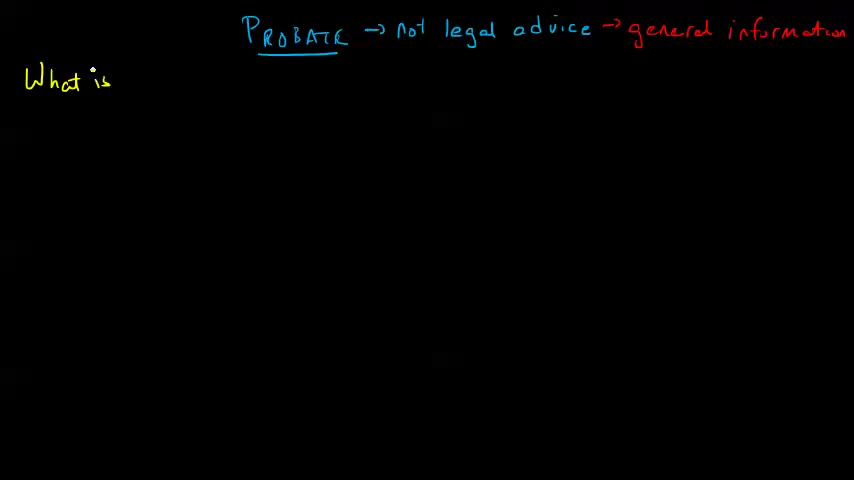 PROBATE → not legal advice → general information
What is